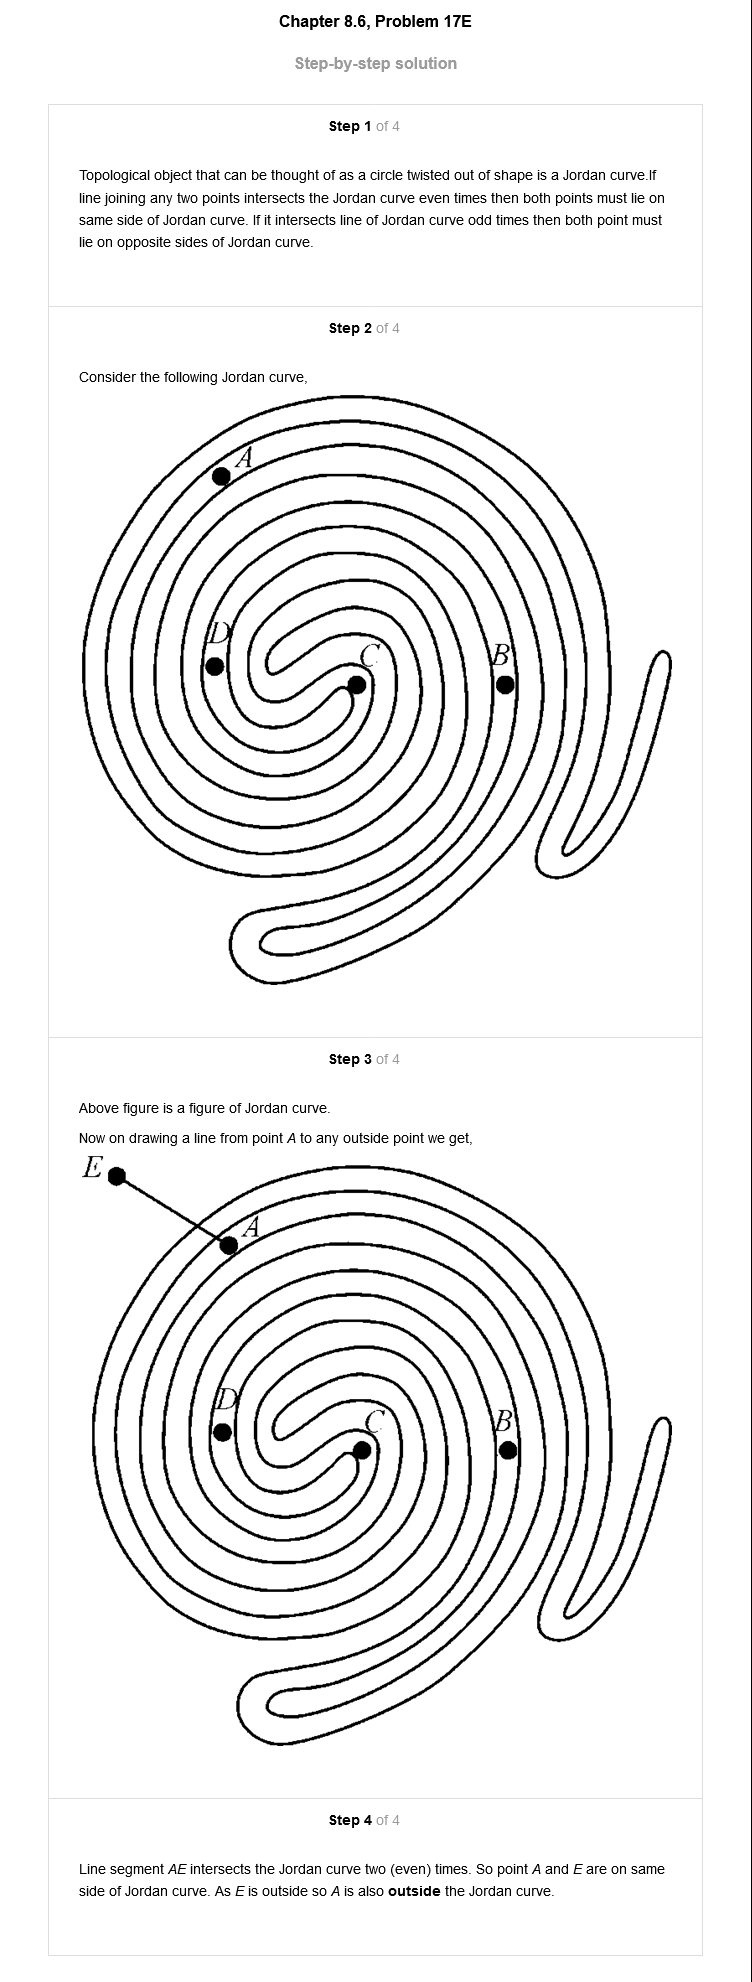 Chapter 8.6, Problem 17E
Step-by-step solution
Step 1 of 4
Topological object that can be thought of as a circle twisted out of shape is a Jordan curve.If
line joining any two points intersects the Jordan curve even times then both points must lie on
same side of Jordan curve. If it intersects line of Jordan curve odd times then both point must
lie on opposite sides of Jordan curve.
Step 2 of 4
Consider the following Jordan curve,
A
D
C
B
Step 3 of 4
Above figure is a figure of Jordan curve.
Now on drawing a line from point A to any outside point we get,
E
A
D
C
B
Step 4 of 4
Line segment AE intersects the Jordan curve two (even) times. So point A and E are on same
side of Jordan curve. As E is outside so A is also outside the Jordan curve.